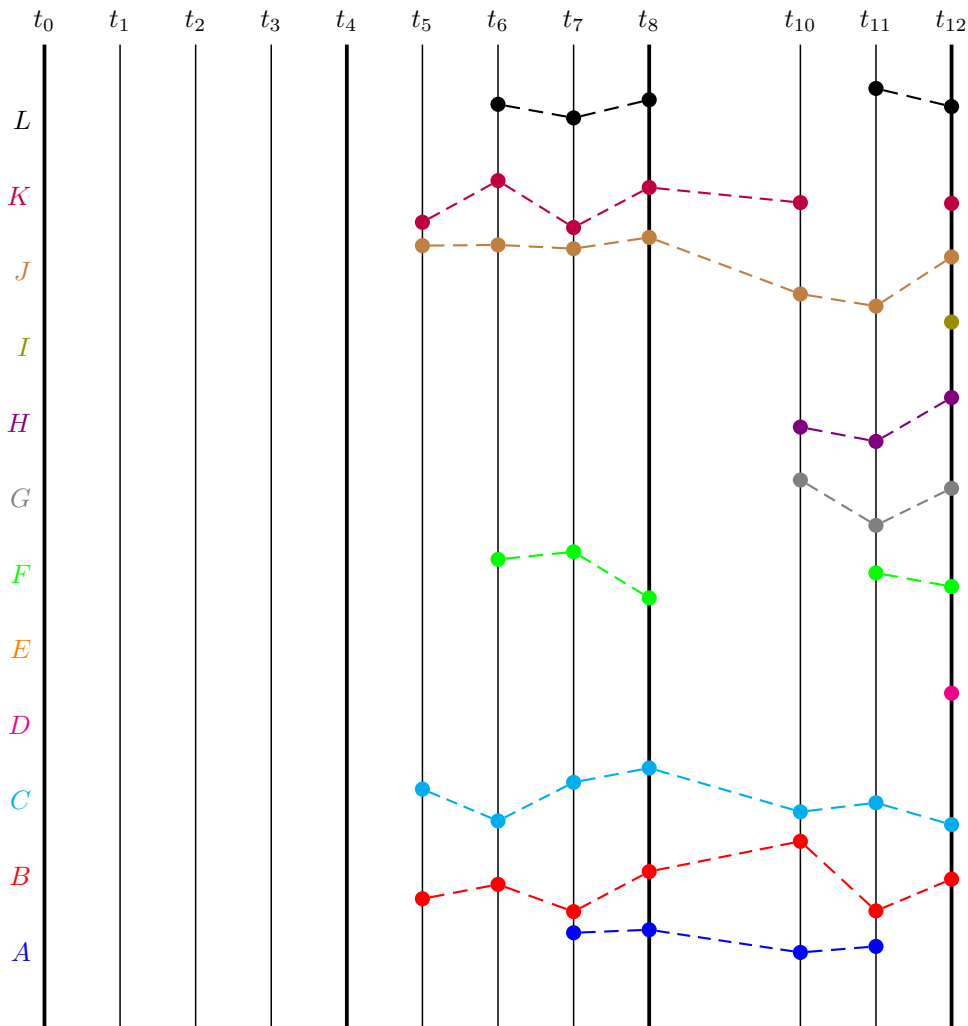 t₀ t₁ t₂ t₃ t₄ t₅ t₆ t₇ t₈ t₁₀ t₁₁ t₁₂
L
K
J
I
H
G
F
E
D
C
B
A